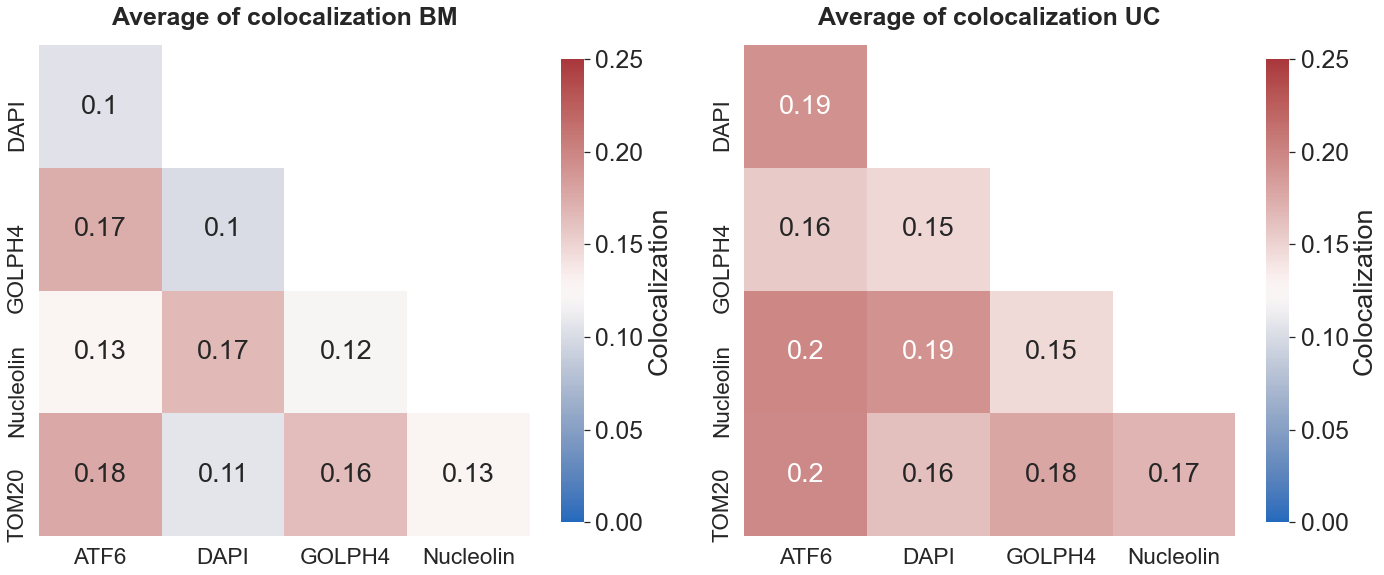 Average of colocalization BM
DAPI
GOLPH4
Nucleolin
TOM20
0.1
0.17 0.1
0.13 0.17 0.12
0.18 0.11 0.16 0.13
ATF6 DAPI GOLPH4 Nucleolin
0.25
0.20
0.15
0.10
0.05
0.00
Colocalization
Average of colocalization UC
DAPI
GOLPH4
Nucleolin
TOM20
0.19
0.16 0.15
0.2 0.19 0.15
0.2 0.16 0.18 0.17
ATF6 DAPI GOLPH4 Nucleolin
0.25
0.20
0.15
0.10
0.05
0.00
Colocalization